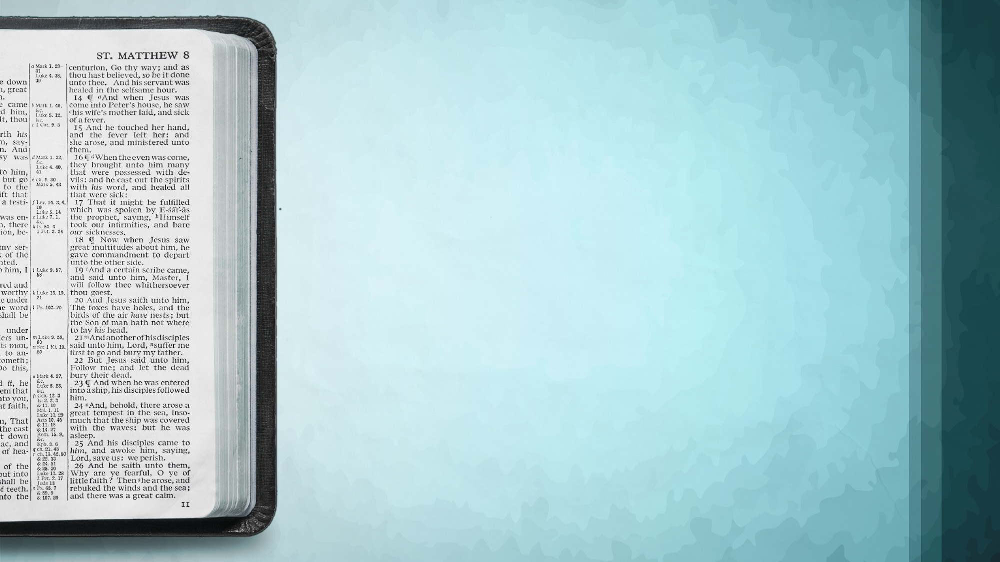 ST. MATTHEW 8
e down
n, great
n.
e came
d him,
lt, thou
rth his
m, say-
n. And
sy was
to him,
but go
to the
ift that
a testi-
was en-
n, there
ion, be-
my ser-
k of the
nted.
o him, I
red and
worthy
e under
ne word
shall be
under
ers un-
is man,
to an-
cometh;
Do this,
d it, he
em that
nto you,
at faith,
u, That
the east
t down
ac, and
of hea-
of the
out into
shall be
of teeth.
nto the
a Mark 1. 29-
31
Luke 4. 38,
39
b Mark 1. 40,
&c.
Luke 5. 12,
&c.
c 1 Cor. 9. 5
d Mark 1. 32,
&c.
Luke 4. 40,
41
e ch. 9. 30
Mark 5. 43
f Lev. 14. 3,4,
10
Luke 5. 14
g Luke 7. 1,
&c.
h Is. 53. 4
1 Pet. 2. 24
i Luke 9. 57,
58
k Luke 15. 19,
21
l Ps. 107. 20
m Luke 9. 59,
60
n See 1 Ki. 19.
20
o Mark 4. 37,
&c.
Luke 8. 23,
&c.
p Gen. 12. 3
Is. 2. 2, 3
& 11. 10
Mal. 1. 11
Luke 13. 29
Acts 10. 45
& 11. 18
& 14. 27
Rom. 15. 9,
&c.
Eph. 3. 6
q ch. 21. 43
r ch. 13. 42,50
& 22. 13
& 24. 51
& 25. 30
Luke 13. 28
2 Pet. 2. 17
Jude 13
s Ps. 65. 7
& 89. 9
& 107. 29
centurion, Go thy way; and as
thou hast believed, so be it done
unto thee. And his servant was
healed in the selfsame hour.
14 ¶ aAnd when Jesus was
come into Peter's house, he saw
chis wife's mother laid, and sick
of a fever.
15 And he touched her hand,
and the fever left her: and
she arose, and ministered unto
them.
16 ¶ dWhen the even was come,
they brought unto him many
that were possessed with de-
vils: and he cast out the spirits
with his word, and healed all
that were sick:
17 That it might be fulfilled
which was spoken by E-sāi'-ăs
the prophet, saying, hHimself
took our infirmities, and bare
our sicknesses.
18 ¶ Now when Jesus saw
great multitudes about him, he
gave commandment to depart
unto the other side.
19 iAnd a certain scribe came,
and said unto him, Master, I
will follow thee whithersoever
thou goest.
20 And Jesus saith unto him,
The foxes have holes, and the
birds of the air have nests; but
the Son of man hath not where
to lay his head.
21 mAnd another of his disciples
said unto him, Lord, nsuffer me
first to go and bury my father.
22 But Jesus said unto him,
Follow me; and let the dead
bury their dead.
23 ¶ And when he was entered
into a ship, his disciples followed
him.
24 oAnd, behold, there arose a
great tempest in the sea, inso-
much that the ship was covered
with the waves: but he was
asleep.
25 And his disciples came to
him, and awoke him, saying,
Lord, save us: we perish.
26 And he saith unto them,
Why are ye fearful, O ye of
little faith? Then she arose, and
rebuked the winds and the sea;
and there was a great calm.
11